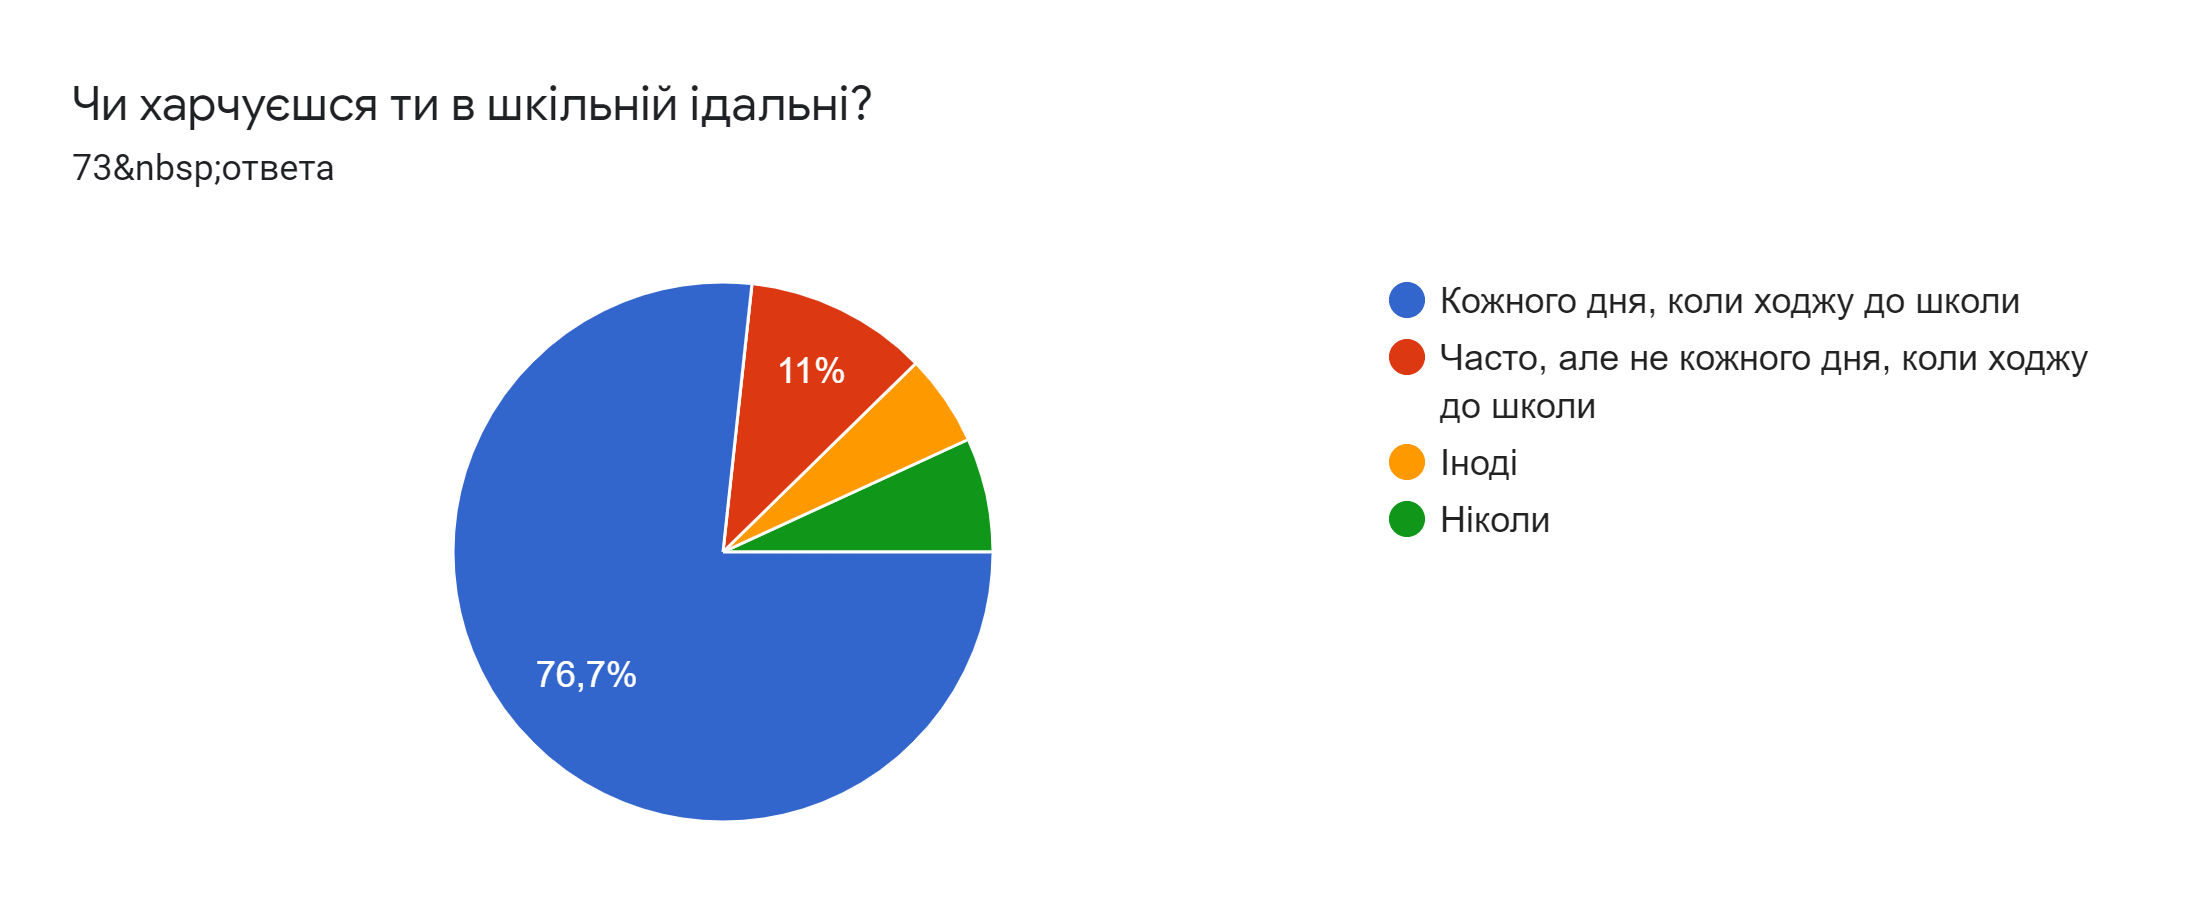 Чи харчуєшся ти в шкільній ідальні?
73&nbsp;ответа
Кожного дня, коли ходжу до школи
Часто, але не кожного дня, коли ходжу
до школи
Іноді
Ніколи
11%
76,7%